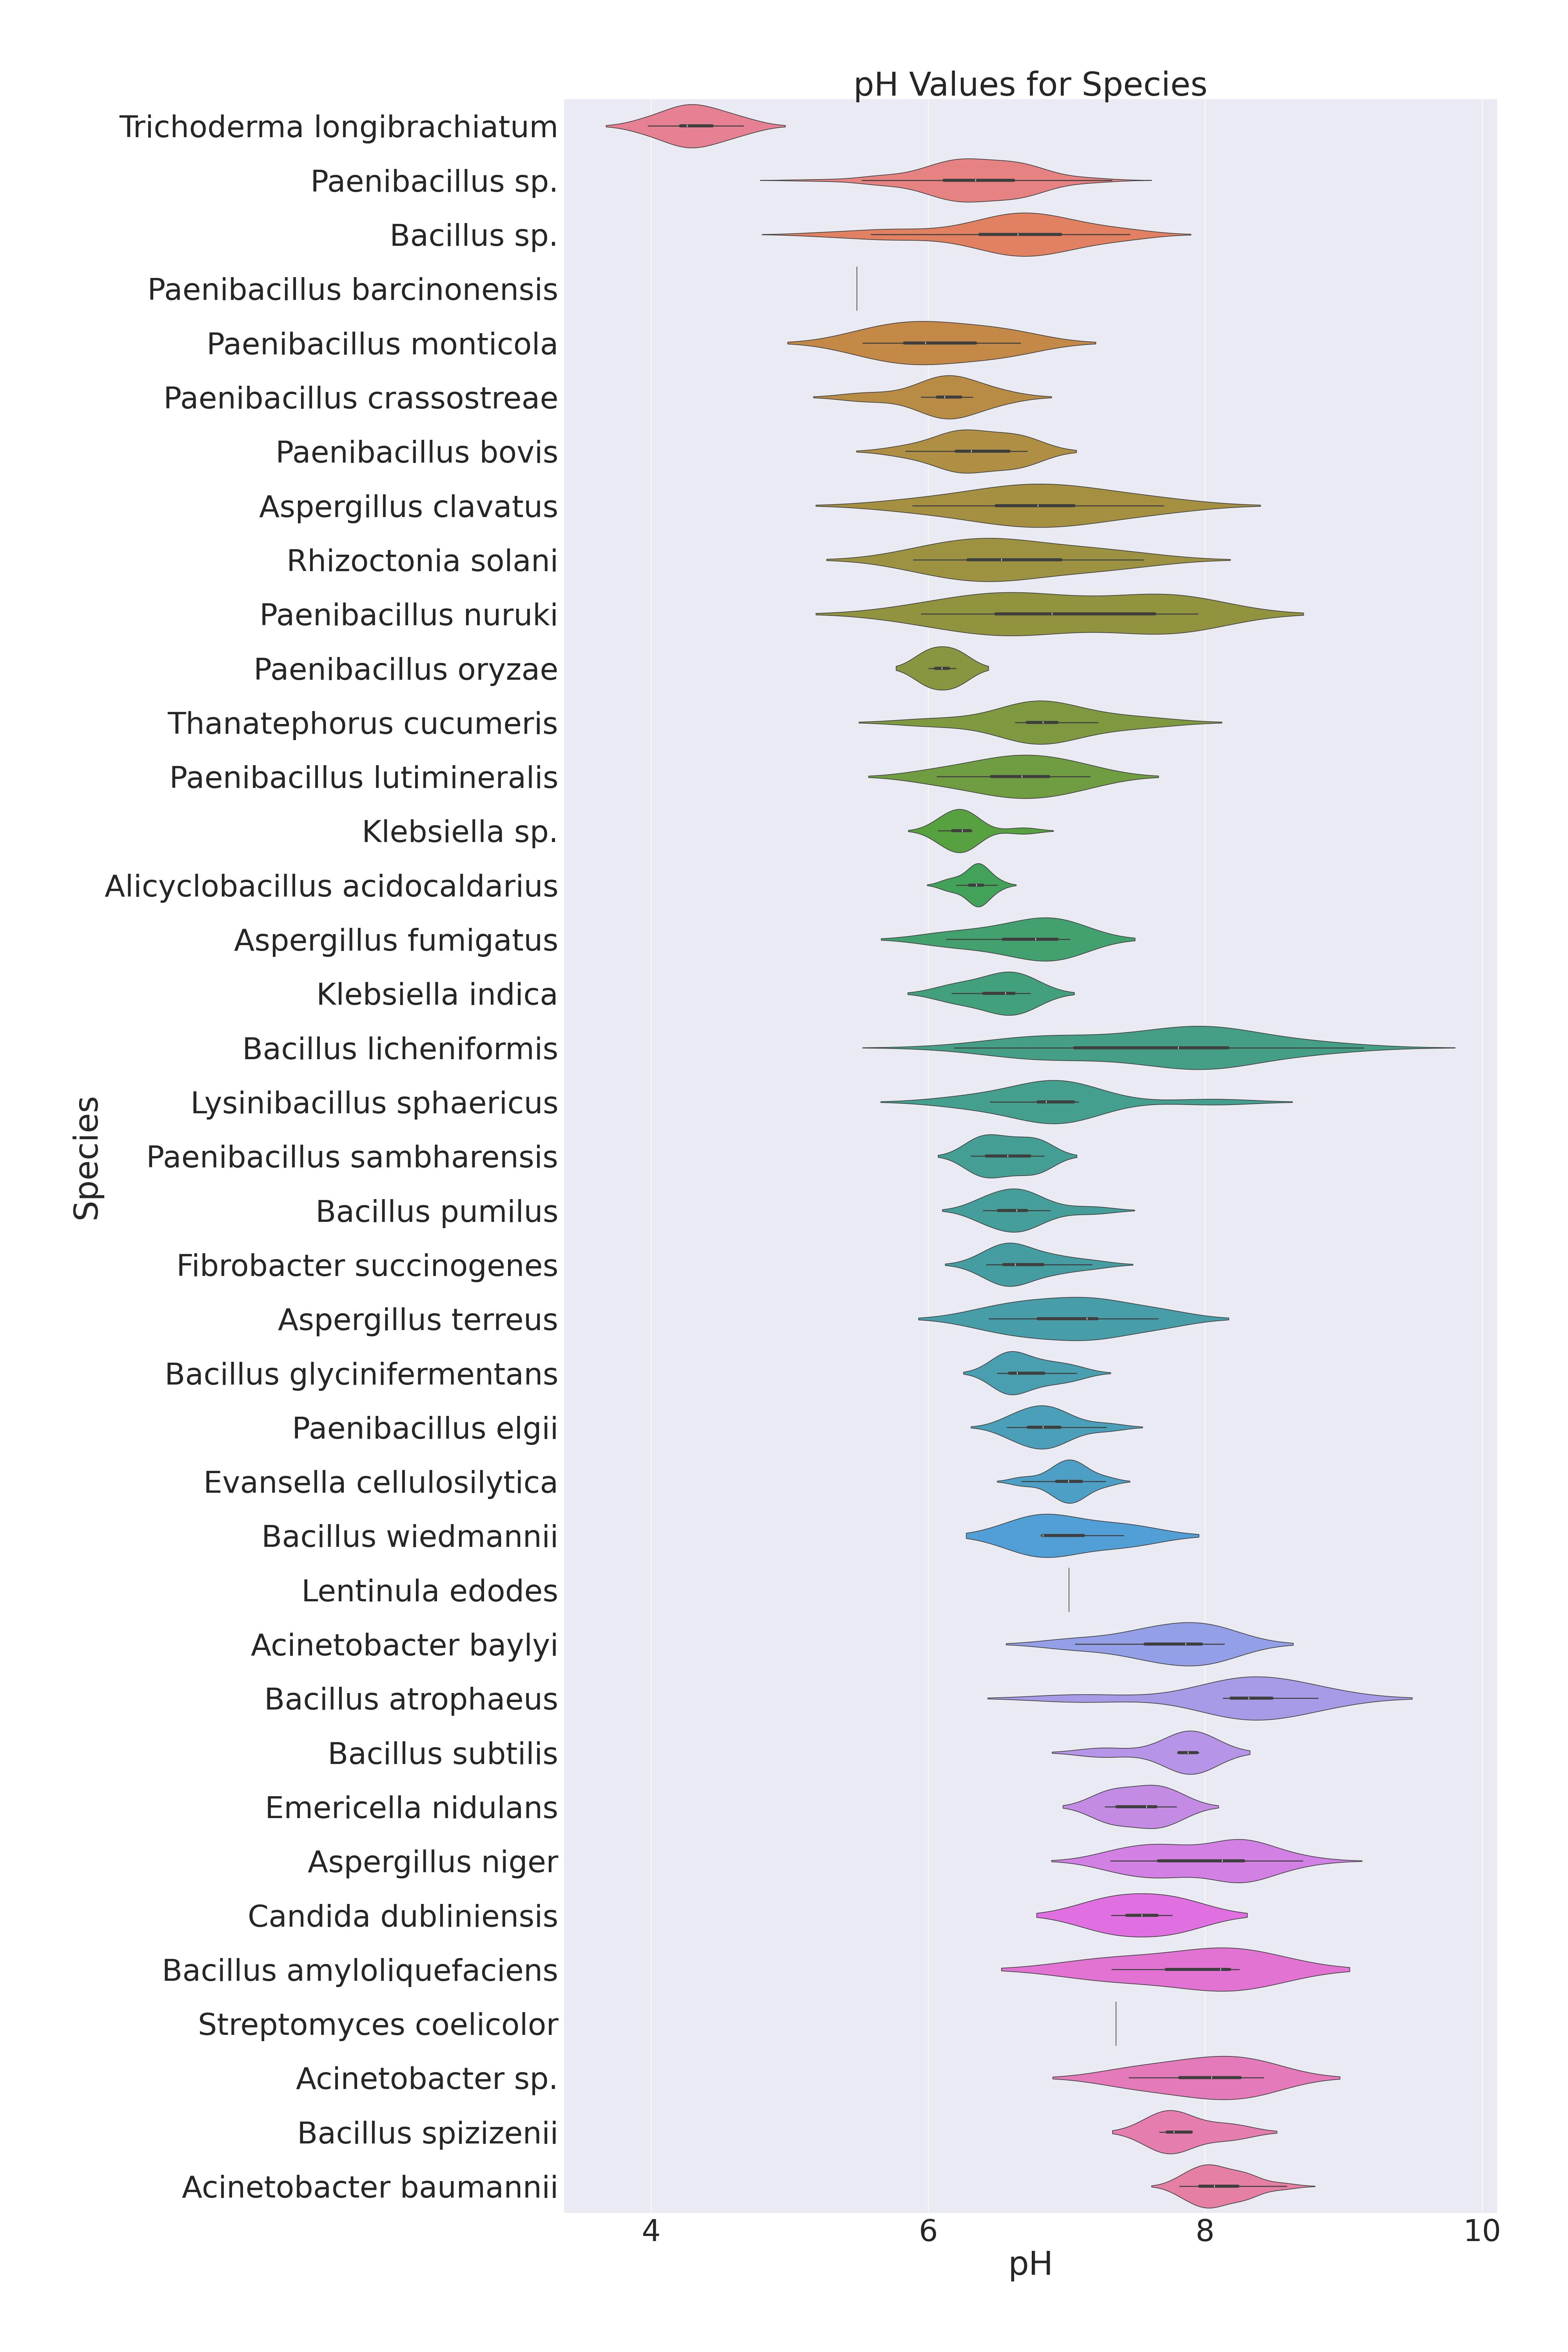 pH Values for Species
Trichoderma longibrachiatum
Paenibacillus sp.
Bacillus sp.
Paenibacillus barcinonensis
Paenibacillus monticola
Paenibacillus crassostreae
Paenibacillus bovis
Aspergillus clavatus
Rhizoctonia solani
Paenibacillus nuruki
Paenibacillus oryzae
Thanatephorus cucumeris
Paenibacillus lutimineralis
Klebsiella sp.
Alicyclobacillus acidocaldarius
Aspergillus fumigatus
Klebsiella indica
Bacillus licheniformis
Lysinibacillus sphaericus
Paenibacillus sambharensis
Bacillus pumilus
Fibrobacter succinogenes
Aspergillus terreus
Bacillus glycinifermentans
Paenibacillus elgii
Evansella cellulosilytica
Bacillus wiedmannii
Lentinula edodes
Acinetobacter baylyi
Bacillus atrophaeus
Bacillus subtilis
Emericella nidulans
Aspergillus niger
Candida dubliniensis
Bacillus amyloliquefaciens
Streptomyces coelicolor
Acinetobacter sp.
Bacillus spizizenii
Acinetobacter baumannii
Species
4 6 8 10
pH